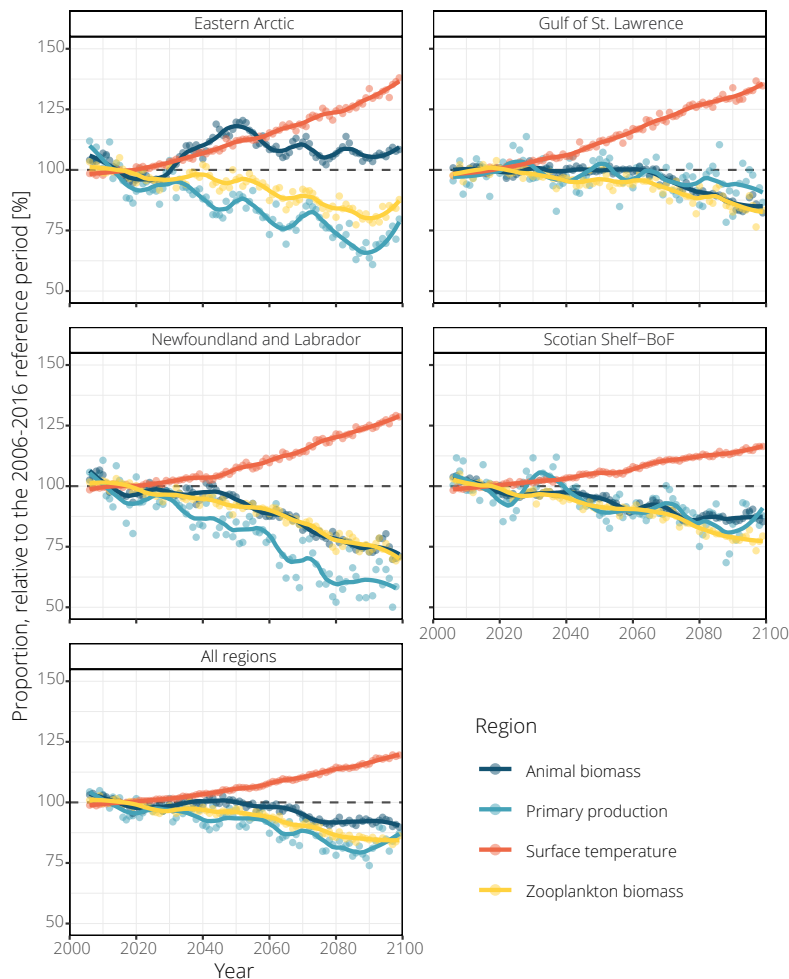 Proportion, relative to the 2006-2016 reference period [%]
Eastern Arctic
Gulf of St. Lawrence
150
125
100
75
50
Newfoundland and Labrador
Scotian Shelf−BoF
150
125
100
75
50
2000 2020 2040 2060 2080 2100
All regions
150
125
100
75
50
2000 2020 2040 2060 2080 2100
Year
Region
Animal biomass
Primary production
Surface temperature
Zooplankton biomass